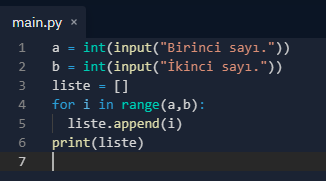 main.py ×
1 a = int(input("Birinci sayı."))
2 b = int(input("İkinci sayı."))
3 liste = []
4 for i in range(a,b):
5   liste.append(i)
6 print(liste)
7